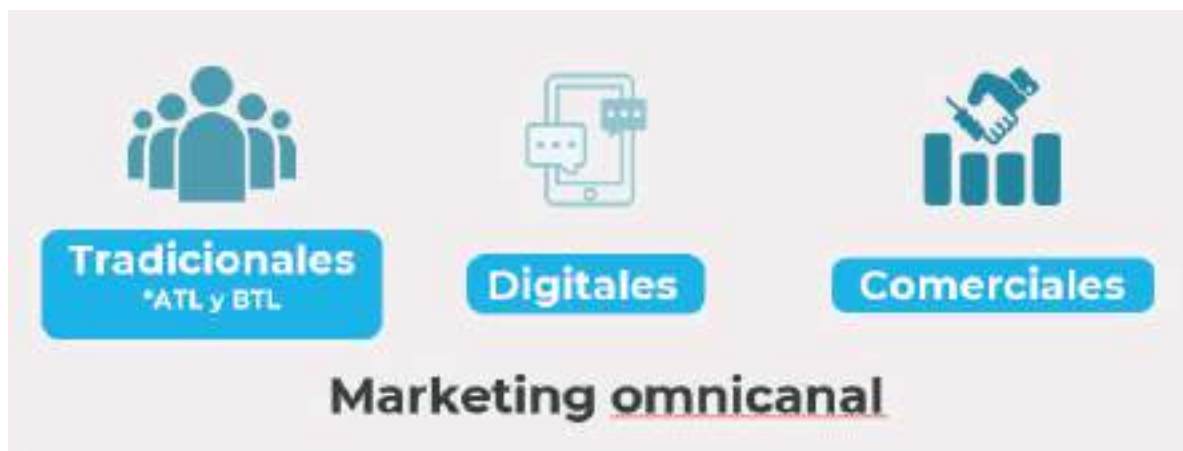 Tradicionales
*ATL y BTL
Digitales
Comerciales
Marketing omnicanal